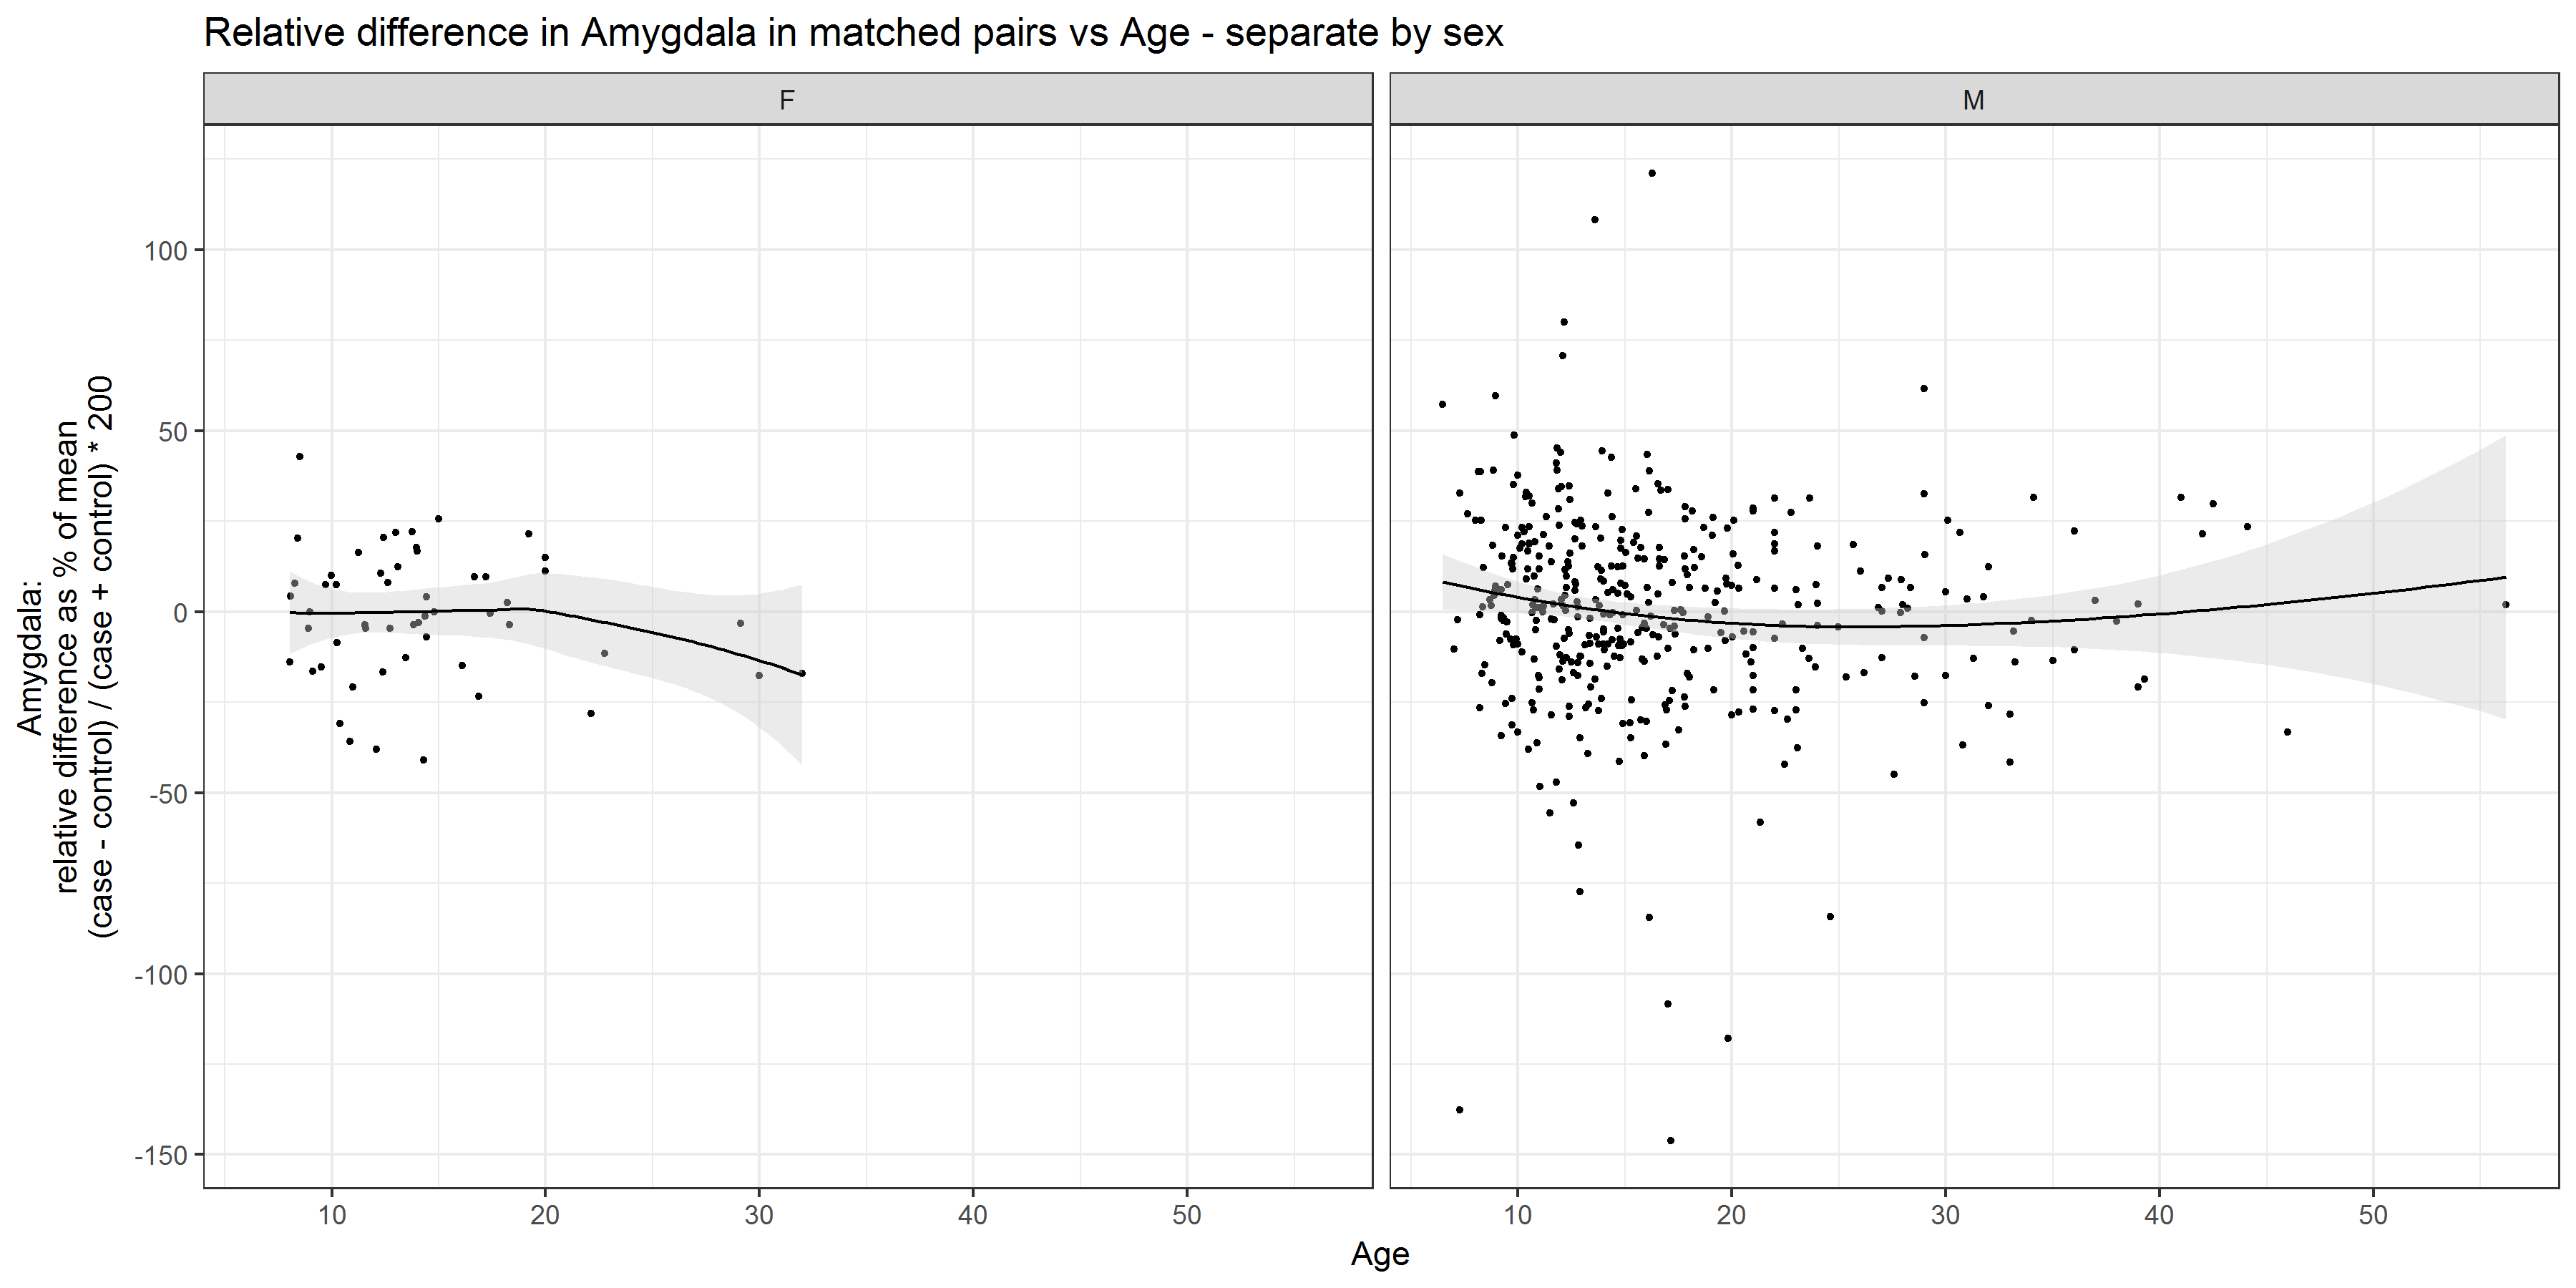 Relative difference in Amygdala in matched pairs vs Age - separate by sex
F
M
Amygdala:
relative difference as % of mean
(case - control) / (case + control) * 200
100
50
0
-50
-100
-150
10 20 30 40 50
10 20 30 40 50
Age